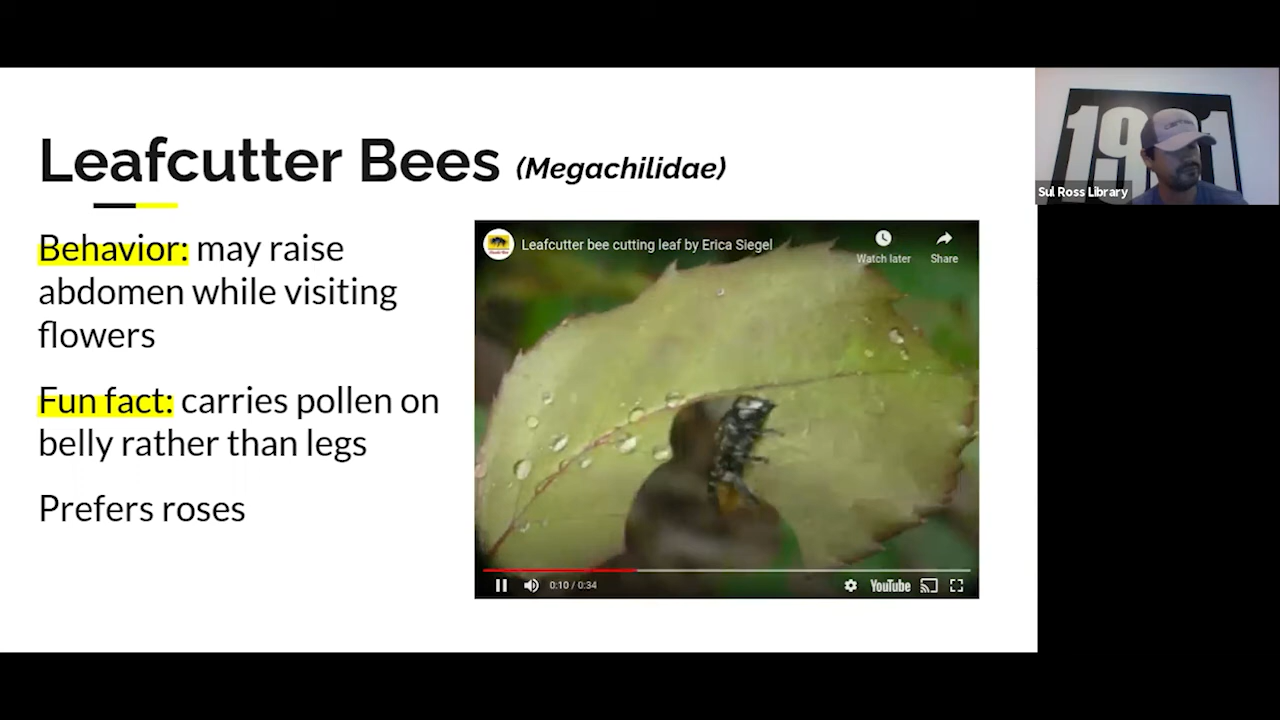 Leafcutter Bees (Megachilidae)
Behavior: may raise
abdomen while visiting
flowers
Fun fact: carries pollen on
belly rather than legs
Prefers roses
Leafcutter bee cutting leaf by Erica Siegel
Watch later
Share
0:10 / 0:34
YouTube
Sul Ross Library